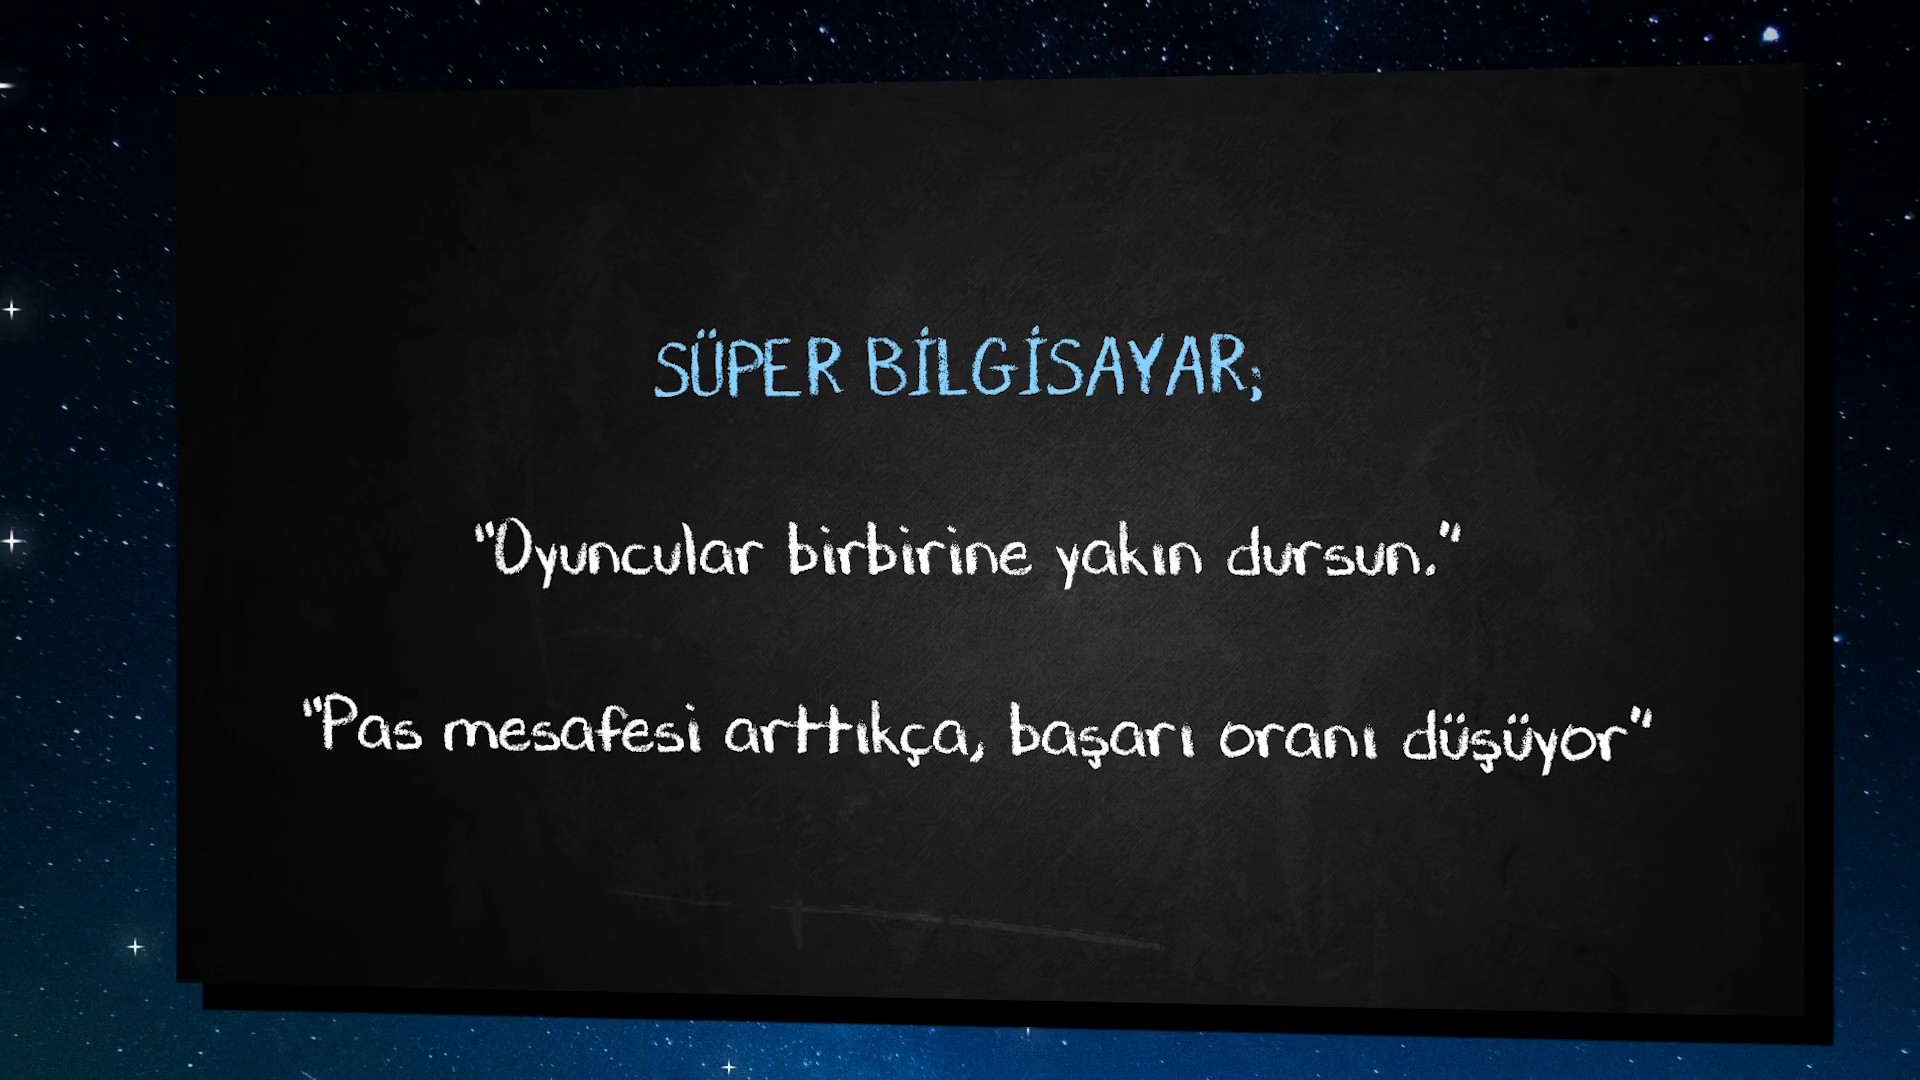 SÜPER BİLGİSAYAR;
"Oyuncular birbirine yakın dursun."
"Pas mesafesi arttıkça, başarı oranı düşüyor"